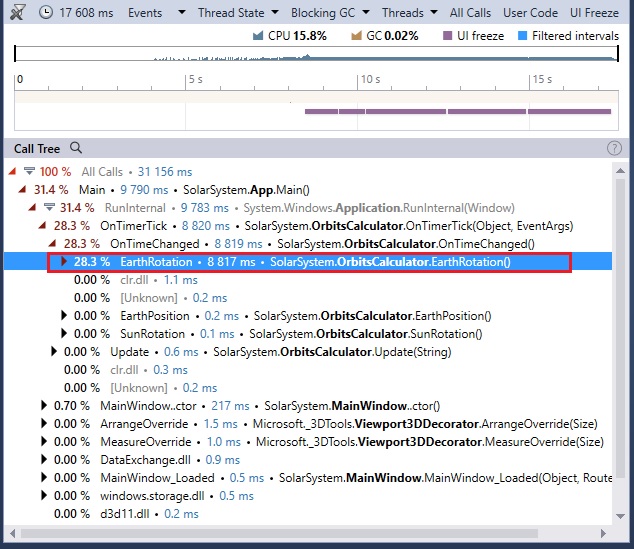 17 608 ms Events Thread State Blocking GC Threads All Calls User Code UI Freeze
CPU 15.8% GC 0.02% UI freeze Filtered intervals
0 5 s 10 s 15 s
Call Tree
100 % All Calls • 31 156 ms
31.4 % Main • 9 790 ms • SolarSystem.App.Main()
31.4 % RunInternal • 9 783 ms • System.Windows.Application.RunInternal(Window)
28.3 % OnTimerTick • 8 820 ms • SolarSystem.OrbitsCalculator.OnTimerTick(Object, EventArgs)
28.3 % OnTimeChanged • 8 819 ms • SolarSystem.OrbitsCalculator.OnTimeChanged()
28.3 % EarthRotation • 8 817 ms • SolarSystem.OrbitsCalculator.EarthRotation()
0.00 % clr.dll • 1.1 ms
0.00 % [Unknown] • 0.2 ms
0.00 % EarthPosition • 0.2 ms • SolarSystem.OrbitsCalculator.EarthPosition()
0.00 % SunRotation • 0.1 ms • SolarSystem.OrbitsCalculator.SunRotation()
0.00 % Update • 0.6 ms • SolarSystem.OrbitsCalculator.Update(String)
0.00 % clr.dll • 0.3 ms
0.00 % [Unknown] • 0.2 ms
0.70 % MainWindow..ctor • 217 ms • SolarSystem.MainWindow..ctor()
0.00 % ArrangeOverride • 1.5 ms • Microsoft._3DTools.Viewport3DDecorator.ArrangeOverride(Size)
0.00 % MeasureOverride • 1.0 ms • Microsoft._3DTools.Viewport3DDecorator.MeasureOverride(Size)
0.00 % DataExchange.dll • 0.9 ms
0.00 % MainWindow_Loaded • 0.5 ms • SolarSystem.MainWindow.MainWindow_Loaded(Object, Route
0.00 % windows.storage.dll • 0.5 ms
0.00 % d3d11.dll • 0.2 ms